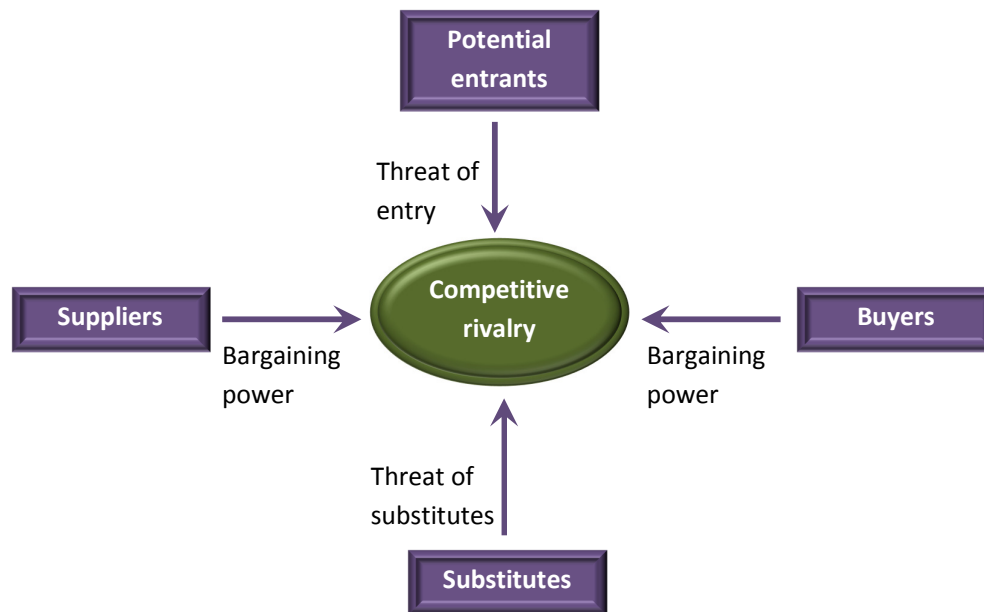 Potential
entrants
Threat of
entry
Competitive
rivalry
Suppliers
Buyers
Bargaining
power
Bargaining
power
Threat of
substitutes
Substitutes